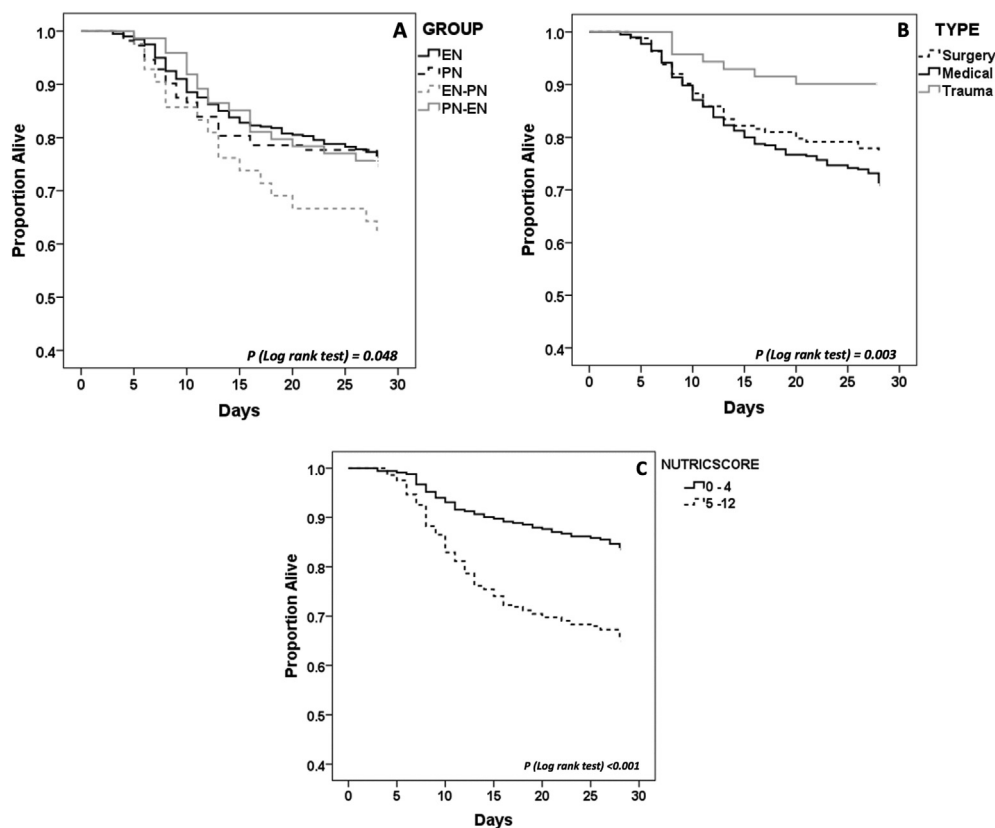 A
GROUP
EN
PN
EN-PN
PN-EN
Proportion Alive
1.0
0.9
0.8
0.7
0.6
0.5
0.4
P (Log rank test) = 0.048
0 5 10 15 20 25 30
Days
B
TYPE
Surgery
Medical
Trauma
Proportion Alive
1.0
0.9
0.8
0.7
0.6
0.5
0.4
P (Log rank test) = 0.003
0 5 10 15 20 25 30
Days
C
NUTRICSCORE
0 - 4
5 -12
Proportion Alive
1.0
0.9
0.8
0.7
0.6
0.5
0.4
P (Log rank test) <0.001
0 5 10 15 20 25 30
Days